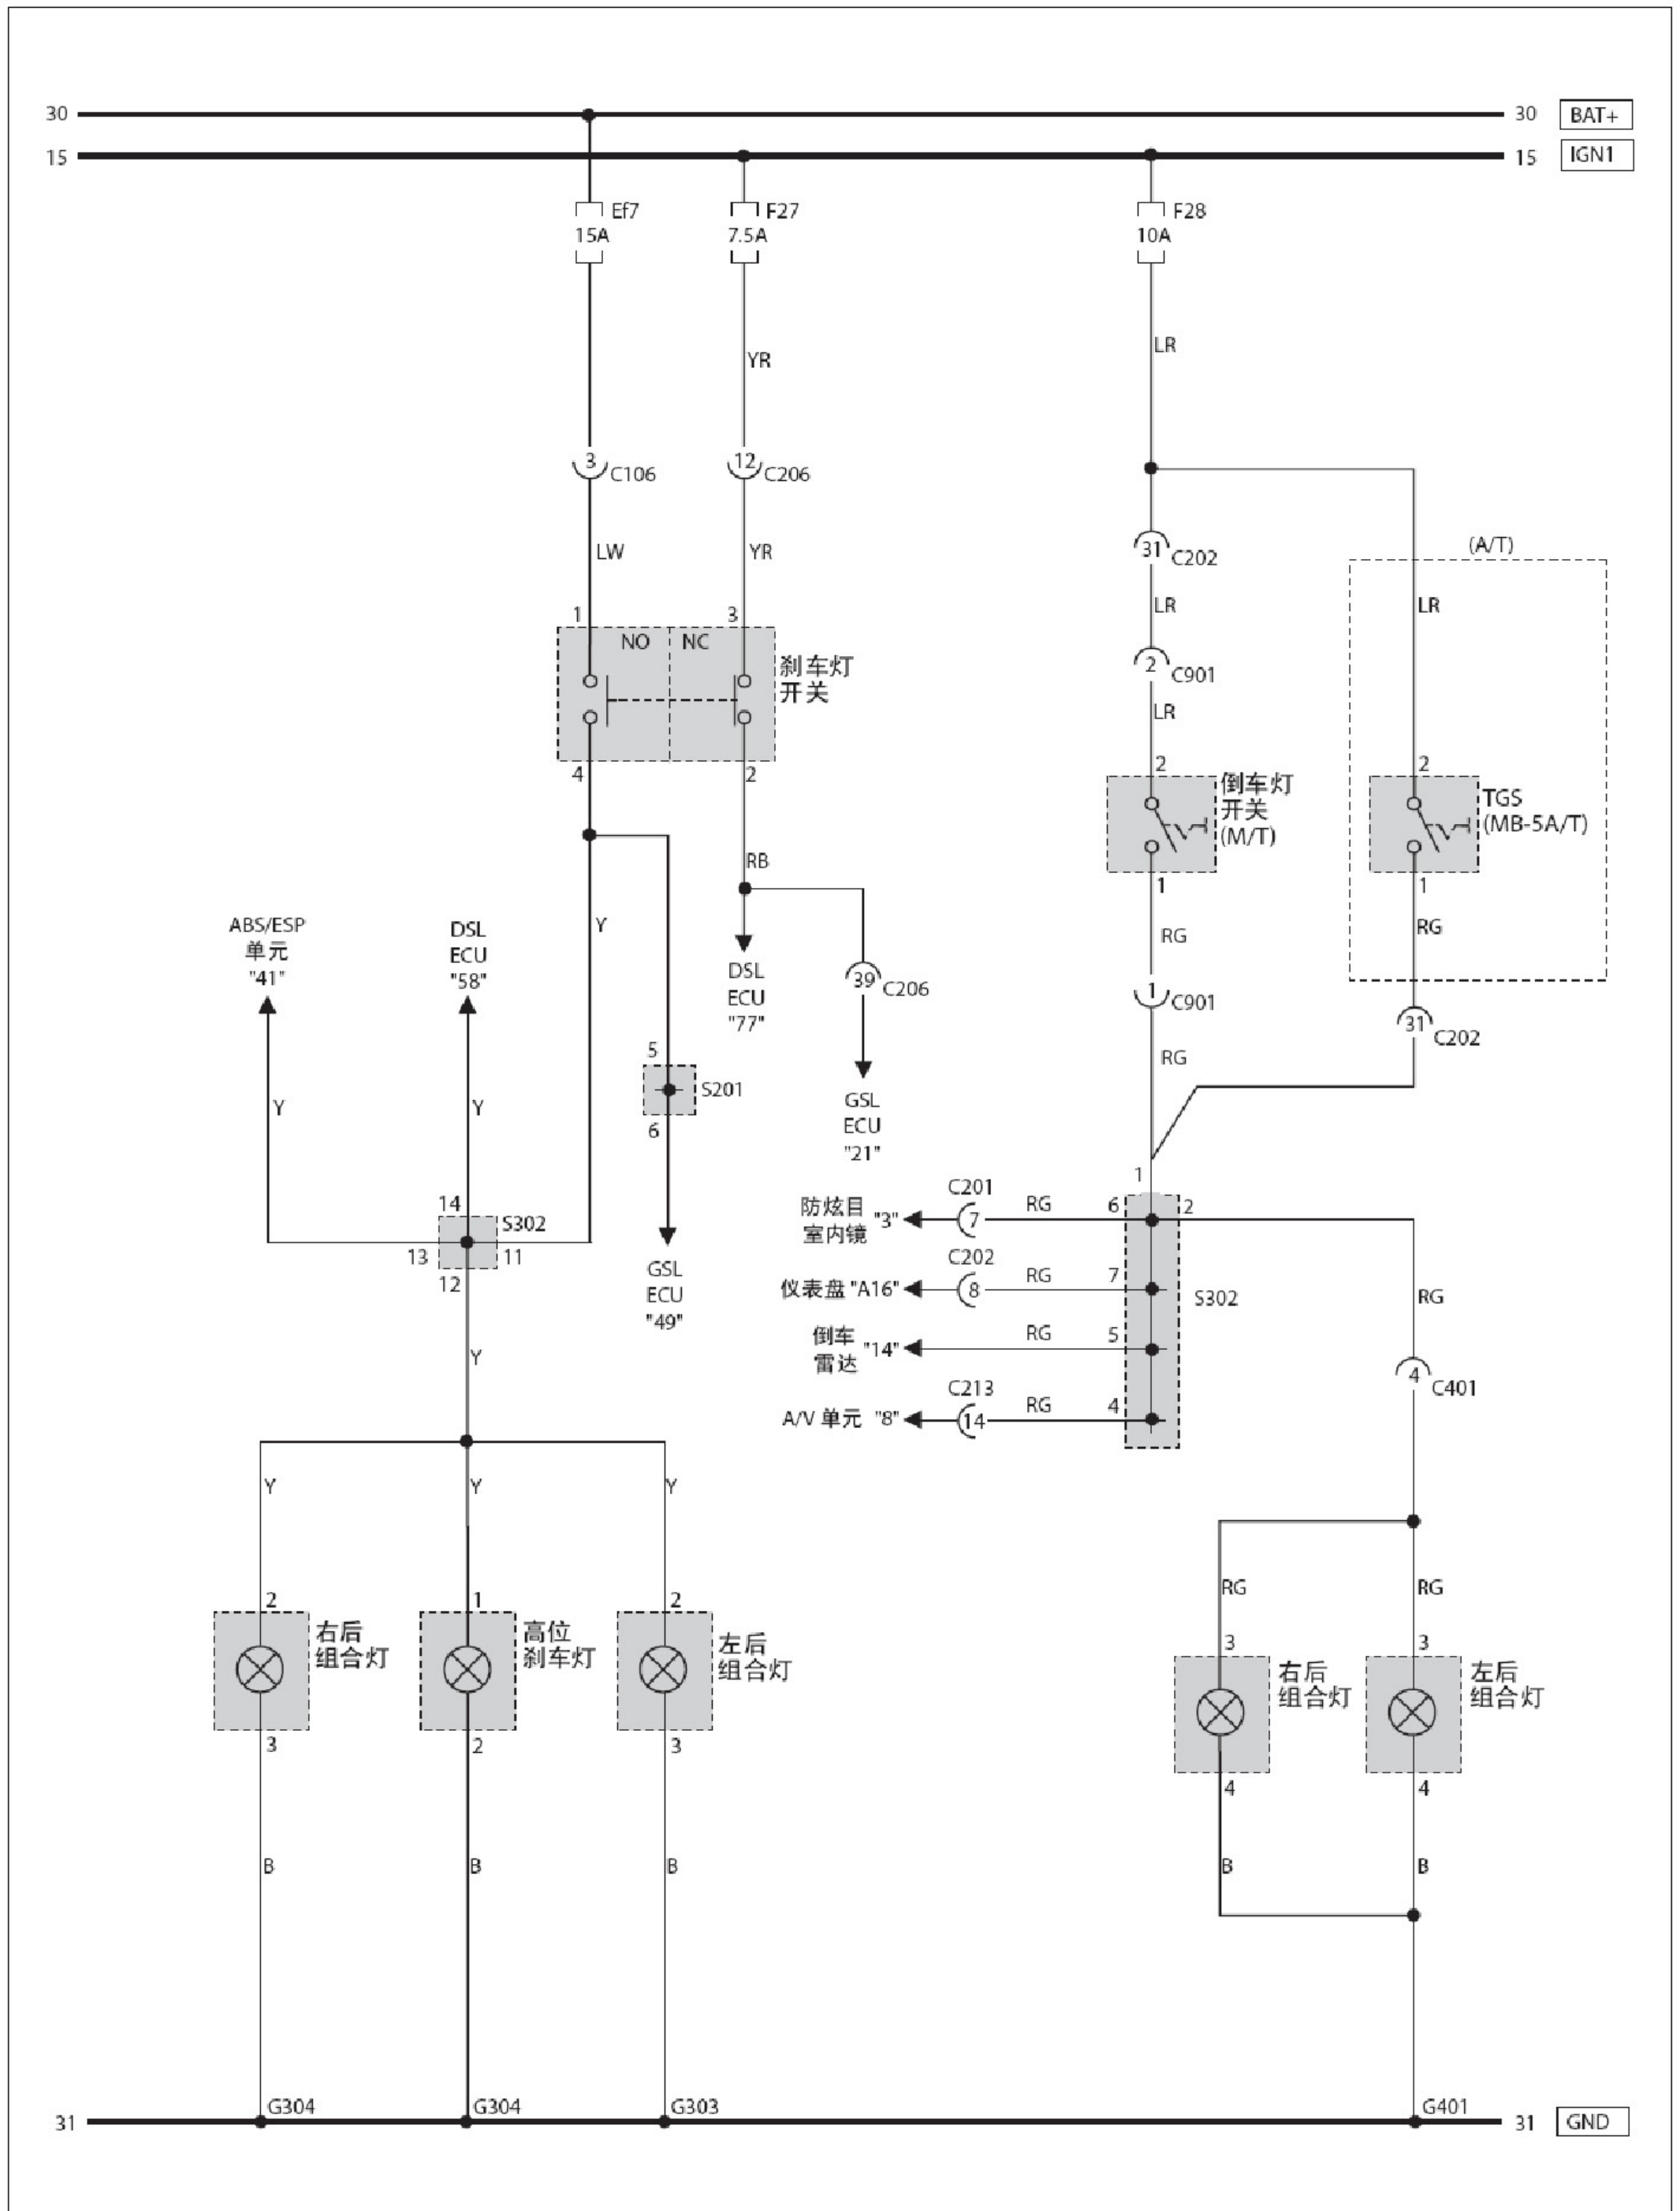 30
30
BAT+
15
15
IGN1
Ef7
15A
F27
7.5A
F28
10A
LR
YR
3
C106
12
C206
LW
YR
31
C202
(A/T)
LR
LR
2
C901
LR
1
3
NO
NC
刹车灯
开关
4
2
2
倒车灯
开关
(M/T)
1
2
TGS
(MB-5A/T)
1
RB
Y
ABS/ESP
单元
"41"
DSL
ECU
"58"
DSL
ECU
"77"
39
C206
RG
RG
1
C901
31
C202
RG
5
S201
6
Y
Y
GSL
ECU
"21"
14
S302
13
11
12
GSL
ECU
"49"
1
防炫目
室内镜
"3"
C201
7
RG
6
2
仪表盘 "A16"
C202
8
RG
7
S302
倒车
雷达
"14"
RG
5
A/V 单元 "8"
C213
14
RG
4
RG
4
C401
Y
Y
Y
Y
RG
RG
2
右后
组合灯
3
1
高位
刹车灯
2
2
左后
组合灯
3
3
右后
组合灯
4
3
左后
组合灯
4
B
B
B
B
B
G304
G304
G303
G401
31
31
GND